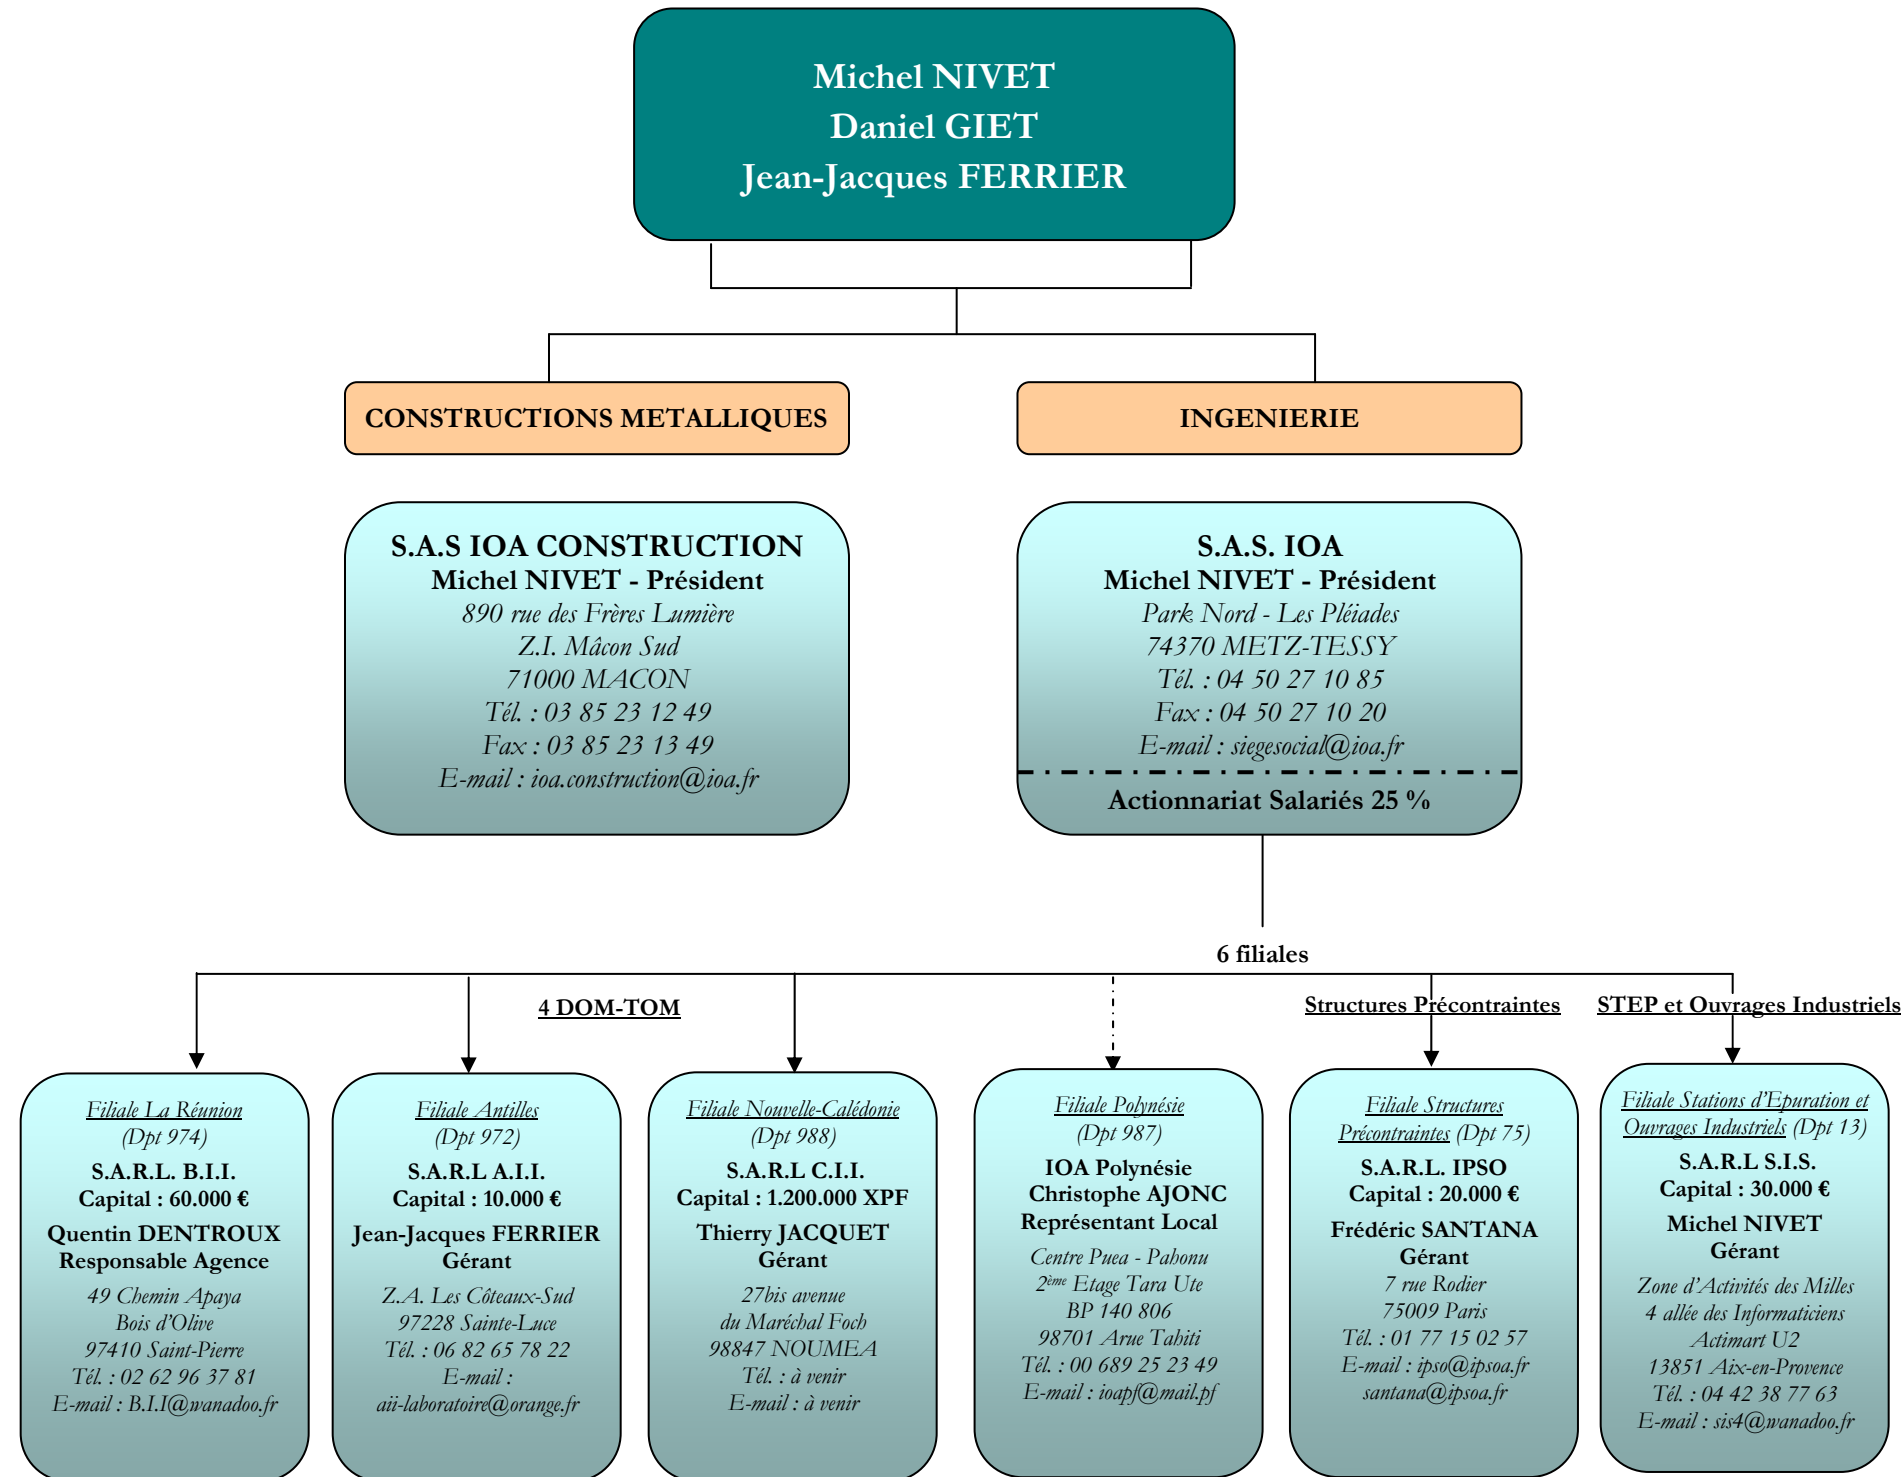 Michel NIVET
Daniel GIET
Jean-Jacques FERRIER
CONSTRUCTIONS METALLIQUES
INGENIERIE
S.A.S IOA CONSTRUCTION
Michel NIVET - Président
890 rue des Frères Lumière
Z.I. Mâcon Sud
71000 MACON
Tél. : 03 85 23 12 49
Fax : 03 85 23 13 49
E-mail : ioa.construction@ioa.fr
S.A.S. IOA
Michel NIVET - Président
Park Nord - Les Pléiades
74370 METZ-TESSY
Tél. : 04 50 27 10 85
Fax : 04 50 27 10 20
E-mail : siegesocial@ioa.fr
Actionnariat Salariés 25 %
6 filiales
4 DOM-TOM
Structures Précontraintes
STEP et Ouvrages Industriels
Filiale La Réunion
(Dpt 974)
S.A.R.L. B.I.I.
Capital : 60.000 €
Quentin DENTROUX
Responsable Agence
49 Chemin Apaya
Bois d'Olive
97410 Saint-Pierre
Tél. : 02 62 96 37 81
E-mail : B.I.I@wanadoo.fr
Filiale Antilles
(Dpt 972)
S.A.R.L A.I.I.
Capital : 10.000 €
Jean-Jacques FERRIER
Gérant
Z.A. Les Côteaux-Sud
97228 Sainte-Luce
Tél. : 06 82 65 78 22
E-mail :
aii-laboratoire@orange.fr
Filiale Nouvelle-Calédonie
(Dpt 988)
S.A.R.L C.I.I.
Capital : 1.200.000 XPF
Thierry JACQUET
Gérant
27bis avenue
du Maréchal Foch
98847 NOUMEA
Tél. : à venir
E-mail : à venir
Filiale Polynésie
(Dpt 987)
IOA Polynésie
Christophe AJONC
Représentant Local
Centre Puea - Pahonu
2ème Etage Tara Ute
BP 140 806
98701 Arue Tahiti
Tél. : 00 689 25 23 49
E-mail : ioapf@mail.pf
Filiale Structures
Précontraintes (Dpt 75)
S.A.R.L. IPSO
Capital : 20.000 €
Frédéric SANTANA
Gérant
7 rue Rodier
75009 Paris
Tél. : 01 77 15 02 57
E-mail : ipso@ipsoa.fr
santana@ipsoa.fr
Filiale Stations d'Epuration et
Ouvrages Industriels (Dpt 13)
S.A.R.L S.I.S.
Capital : 30.000 €
Michel NIVET
Gérant
Zone d'Activités des Milles
4 allée des Informaticiens
Actimart U2
13851 Aix-en-Provence
Tél. : 04 42 38 77 63
E-mail : sis4@wanadoo.fr